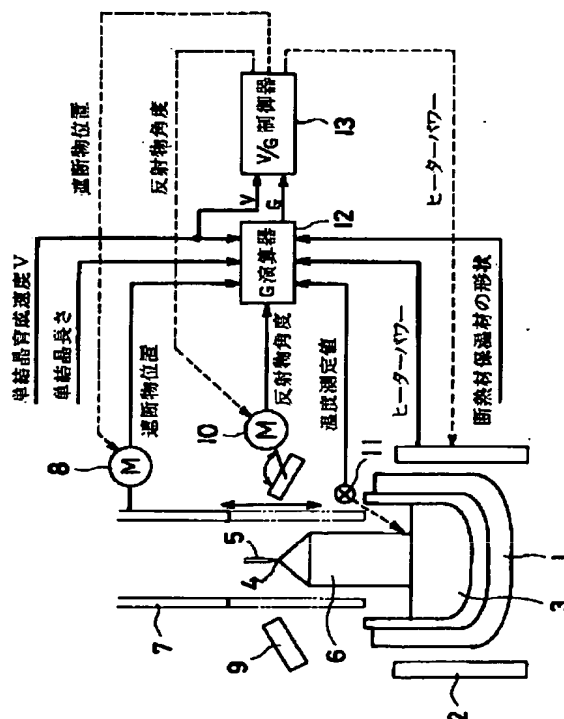 遮断物位置
反射物角度
ヒーターパワー
V/G 制御器
13
V
G
G演算器
12
単結晶育成速度V
単結晶長さ
遮断物位置
反射物角度
温度測定値
ヒーターパワー
断熱材保温材の形状
8
M
10
M
11
7
5
4
9
6
2
3
1